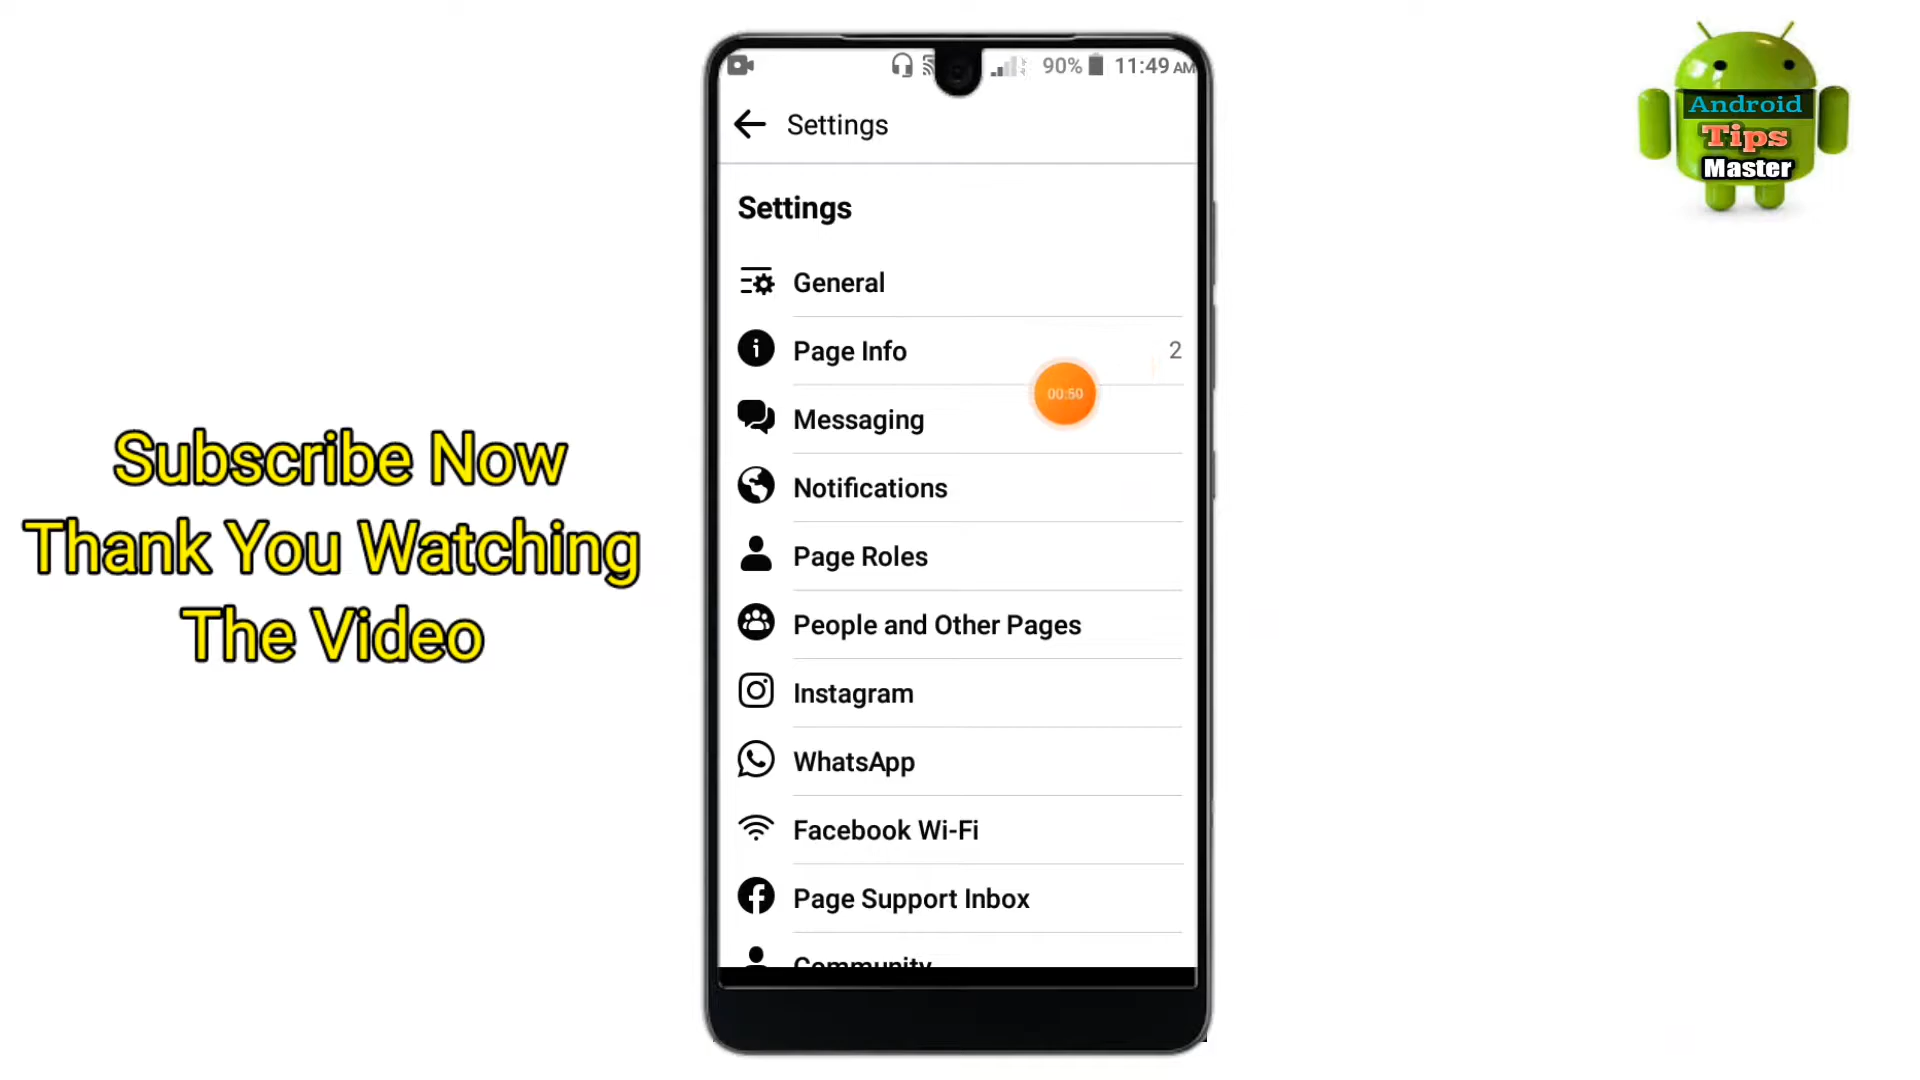 90% 11:49 AM
Settings
Settings
General
Page Info 2
00:50
Messaging
Notifications
Page Roles
People and Other Pages
Instagram
WhatsApp
Facebook Wi-Fi
Page Support Inbox
Community
Subscribe Now
Thank You Watching
The Video
Android
Tips
Master